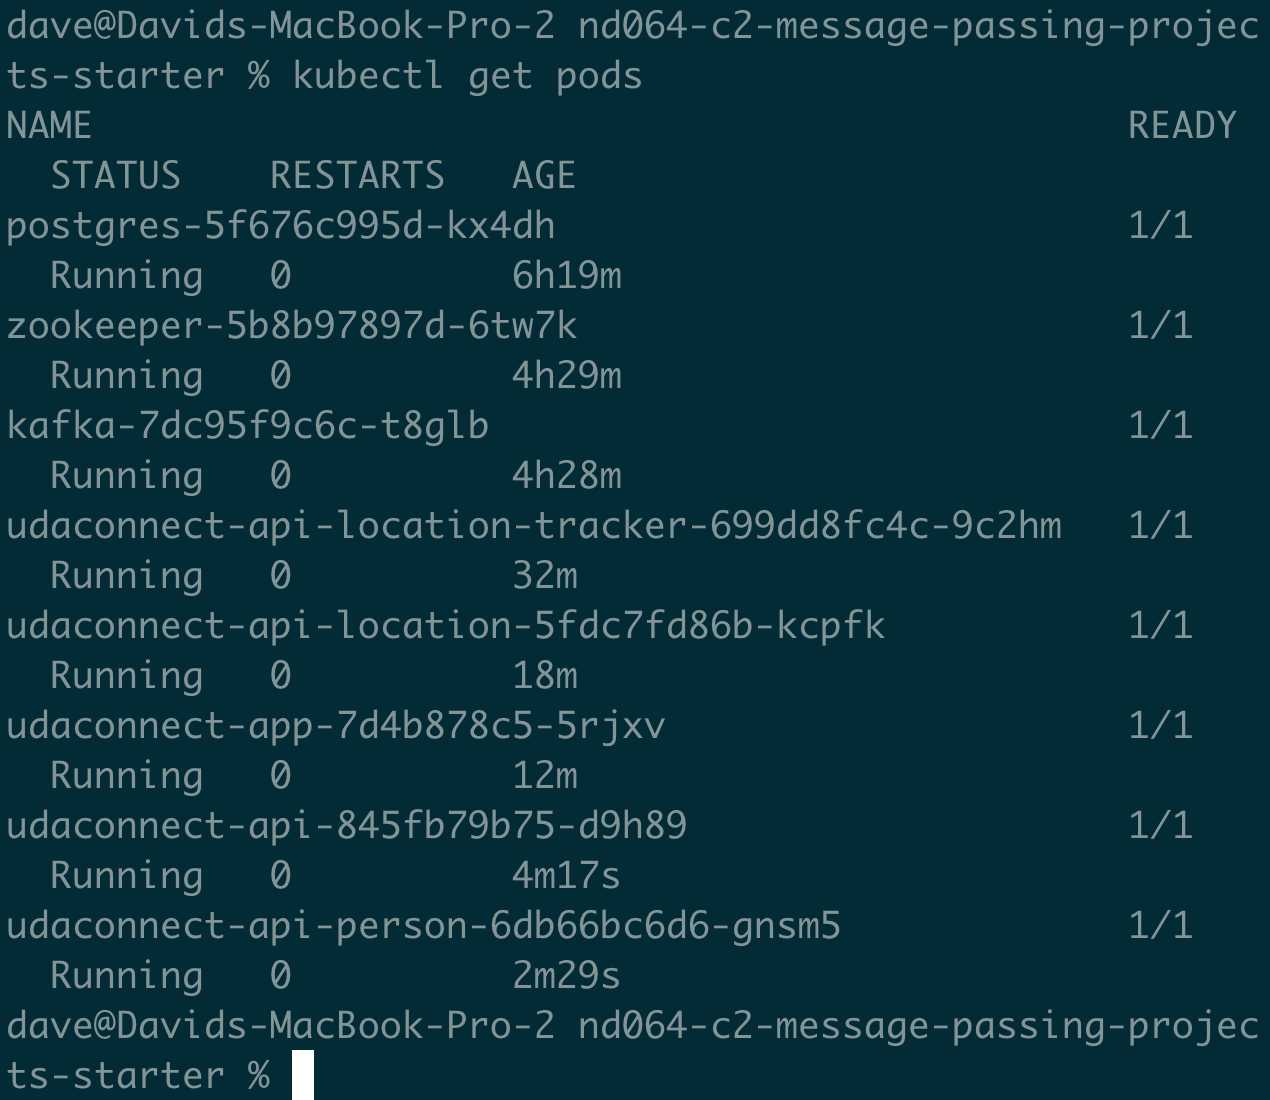 dave@Davids-MacBook-Pro-2 nd064-c2-message-passing-projec
ts-starter % kubectl get pods
NAME READY
STATUS RESTARTS AGE
postgres-5f676c995d-kx4dh 1/1
Running 0 6h19m
zookeeper-5b8b97897d-6tw7k 1/1
Running 0 4h29m
kafka-7dc95f9c6c-t8glb 1/1
Running 0 4h28m
udaconnect-api-location-tracker-699dd8fc4c-9c2hm 1/1
Running 0 32m
udaconnect-api-location-5fdc7fd86b-kcpfk 1/1
Running 0 18m
udaconnect-app-7d4b878c5-5rjxv 1/1
Running 0 12m
udaconnect-api-845fb79b75-d9h89 1/1
Running 0 4m17s
udaconnect-api-person-6db66bc6d6-gnsm5 1/1
Running 0 2m29s
dave@Davids-MacBook-Pro-2 nd064-c2-message-passing-projec
ts-starter %